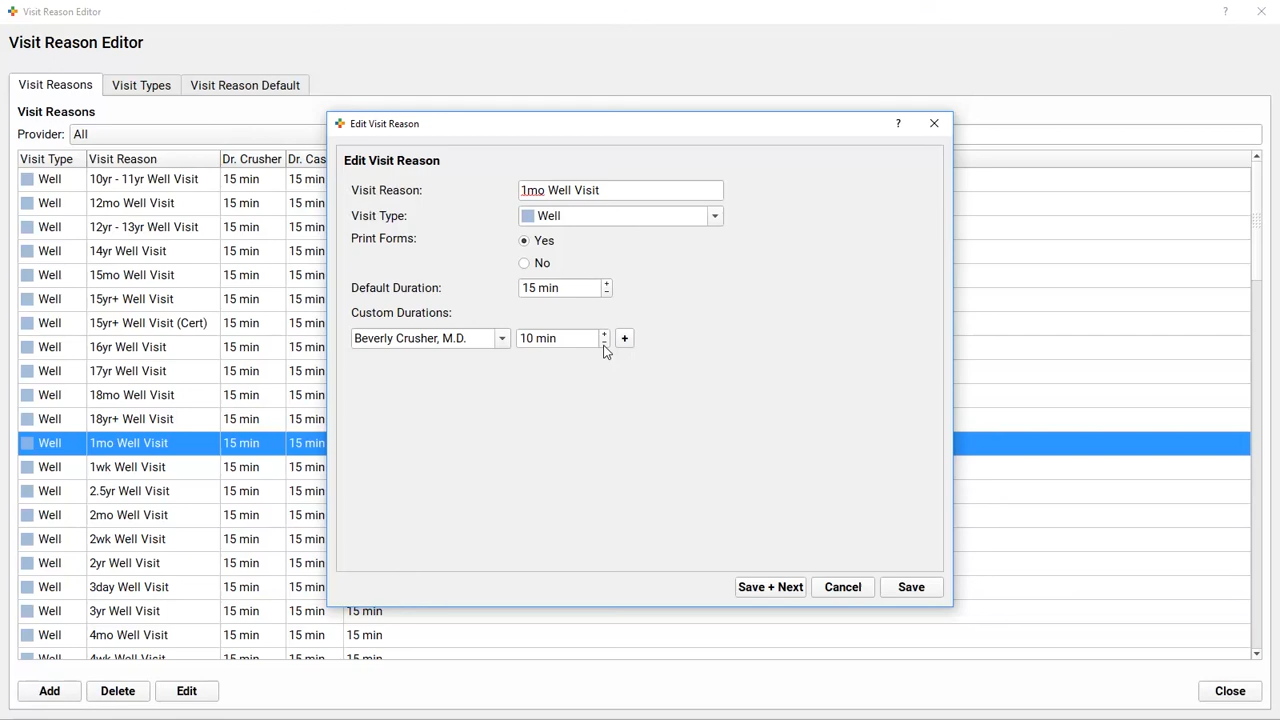 Visit Reason Editor
?
Visit Reason Editor
Visit Reasons Visit Types Visit Reason Default
Visit Reasons
Provider: All
Visit Type Visit Reason Dr. Crusher Dr. Cas
Well 10yr - 11yr Well Visit 15 min 15 min
Well 12mo Well Visit 15 min 15 min
Well 12yr - 13yr Well Visit 15 min 15 min
Well 14yr Well Visit 15 min 15 min
Well 15mo Well Visit 15 min 15 min
Well 15yr+ Well Visit 15 min 15 min
Well 15yr+ Well Visit (Cert) 15 min 15 min
Well 16yr Well Visit 15 min 15 min
Well 17yr Well Visit 15 min 15 min
Well 18mo Well Visit 15 min 15 min
Well 18yr+ Well Visit 15 min 15 min
Well 1mo Well Visit 15 min 15 min
Well 1wk Well Visit 15 min 15 min
Well 2.5yr Well Visit 15 min 15 min
Well 2mo Well Visit 15 min 15 min
Well 2wk Well Visit 15 min 15 min
Well 2yr Well Visit 15 min 15 min
Well 3day Well Visit 15 min 15 min
Well 3yr Well Visit 15 min 15 min 15 min
Well 4mo Well Visit 15 min 15 min 15 min
Well 4wk Well Visit 15 min 15 min 15 min
Add Delete Edit Close
Edit Visit Reason
?
Edit Visit Reason
Visit Reason: 1mo Well Visit
Visit Type: Well
Print Forms: Yes
No
Default Duration: 15 min
Custom Durations:
Beverly Crusher, M.D. 10 min +
Save + Next Cancel Save